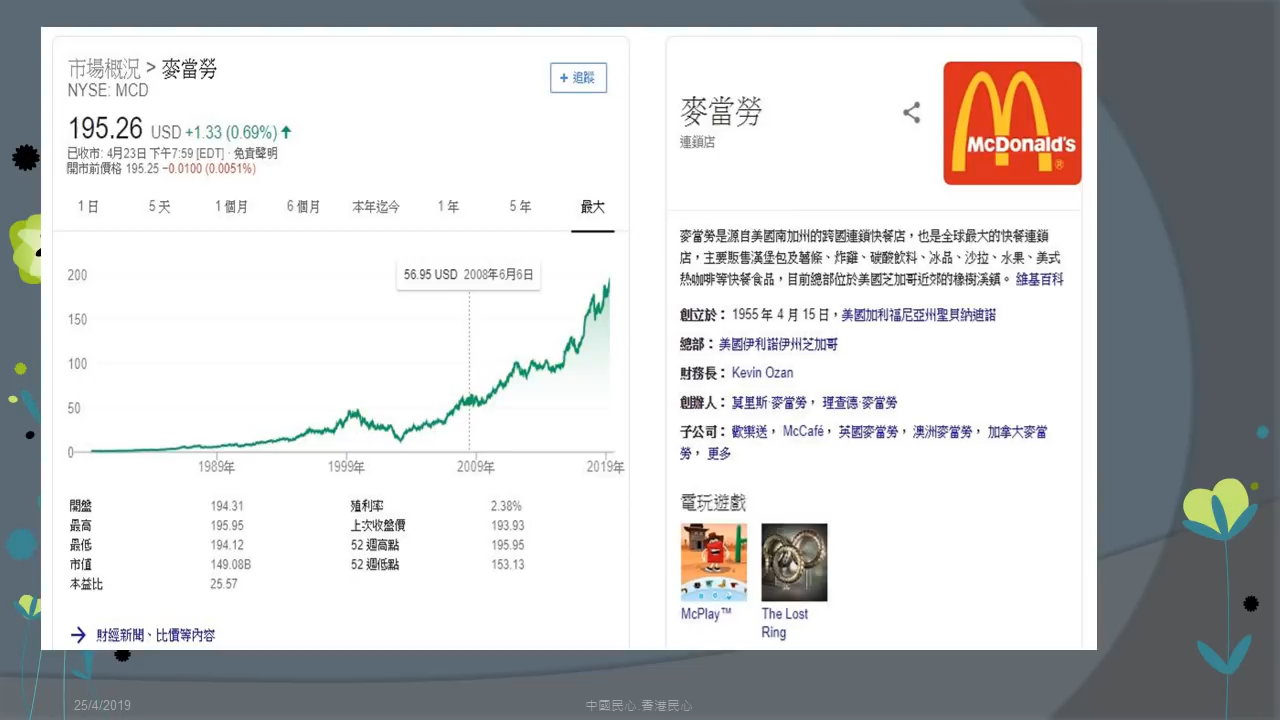 市場概況 > 麥當勞
NYSE: MCD
+ 追蹤
195.26 USD +1.33 (0.69%)↑
已收市: 4月23日 下午7:59 [EDT] · 免責聲明
開市前價格 195.25 −0.0100 (0.0051%)
1 日 5 天 1 個月 6 個月 本年迄今 1 年 5 年 最大
56.95 USD 2008年6月6日
200
150
100
50
0
1989年 1999年 2009年 2019年
開盤 194.31 殖利率 2.38%
最高 195.95 上次收盤價 193.93
最低 194.12 52 週高點 195.95
市值 149.08B 52 週低點 153.13
本益比 25.57
→ 財經新聞、比價等內容
麥當勞
連鎖店
McDonald's
®
麥當勞是源自美國南加州的跨國連鎖快餐店，也是全球最大的快餐連鎖
店，主要販售漢堡包及薯條、炸雞、碳酸飲料、冰品、沙拉、水果、美式
熱咖啡等快餐食品，目前總部位於美國芝加哥近郊的橡樹溪鎮。 維基百科
創立於： 1955 年 4 月 15 日，美國加利福尼亞州聖貝納迪諾
總部： 美國伊利諾伊州芝加哥
財務長： Kevin Ozan
創辦人： 莫里斯·麥當勞， 理查德·麥當勞
子公司： 歡樂送， McCafé， 英國麥當勞， 澳洲麥當勞， 加拿大麥當
勞， 更多
電玩遊戲
McPlay™
The Lost
Ring
25/4/2019
中國民心.香港民心